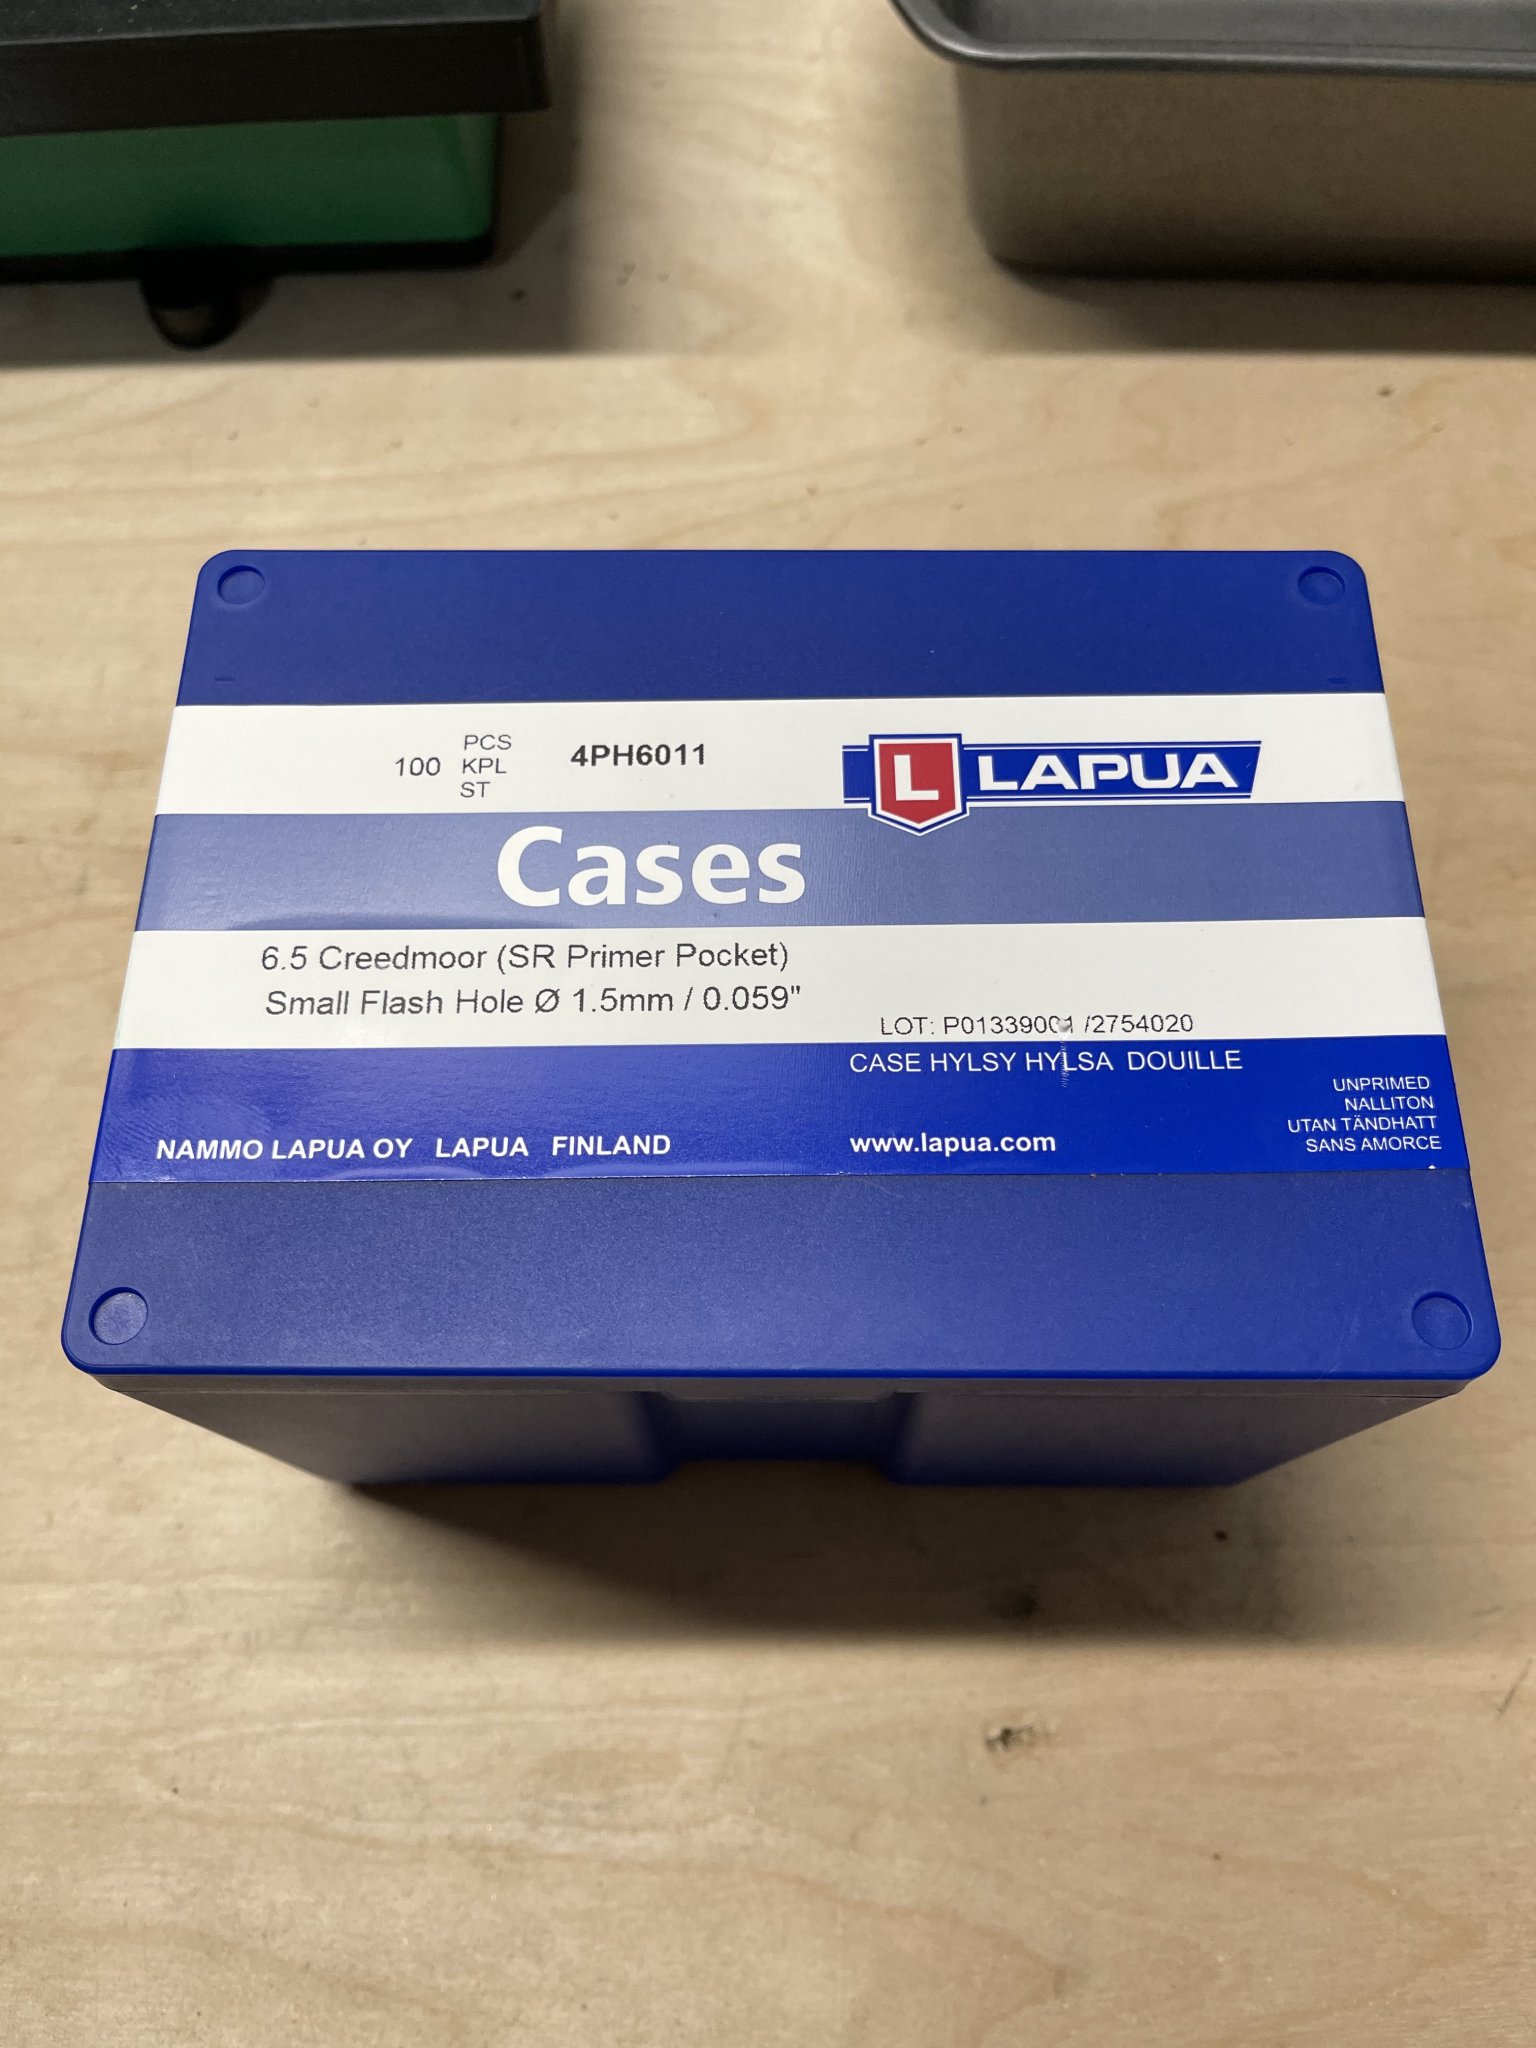 100
PCS
KPL
ST
4PH6011
L LAPUA
Cases
6.5 Creedmoor (SR Primer Pocket)
Small Flash Hole Ø 1.5mm / 0.059"
LOT: P01339001 /2754020
CASE HYLSY HYLSA DOUILLE
UNPRIMED
NALLITON
UTAN TÄNDHATT
SANS AMORCE
NAMMO LAPUA OY LAPUA FINLAND
www.lapua.com